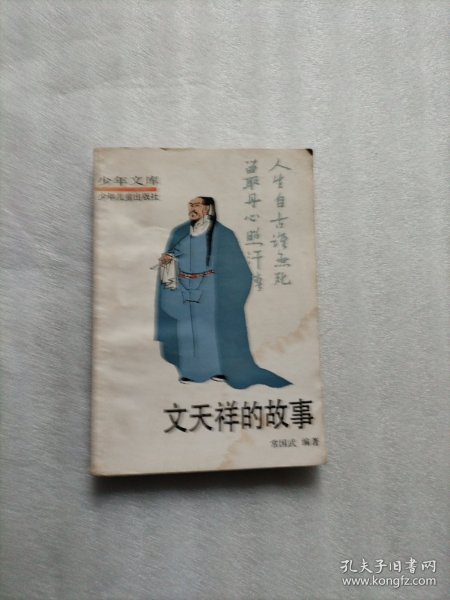 少年文库
少年儿童出版社
人生自古谁无死
留取丹心照汗青
文天祥的故事
常国武 编著
孔夫子旧书网
www.kongfz.com